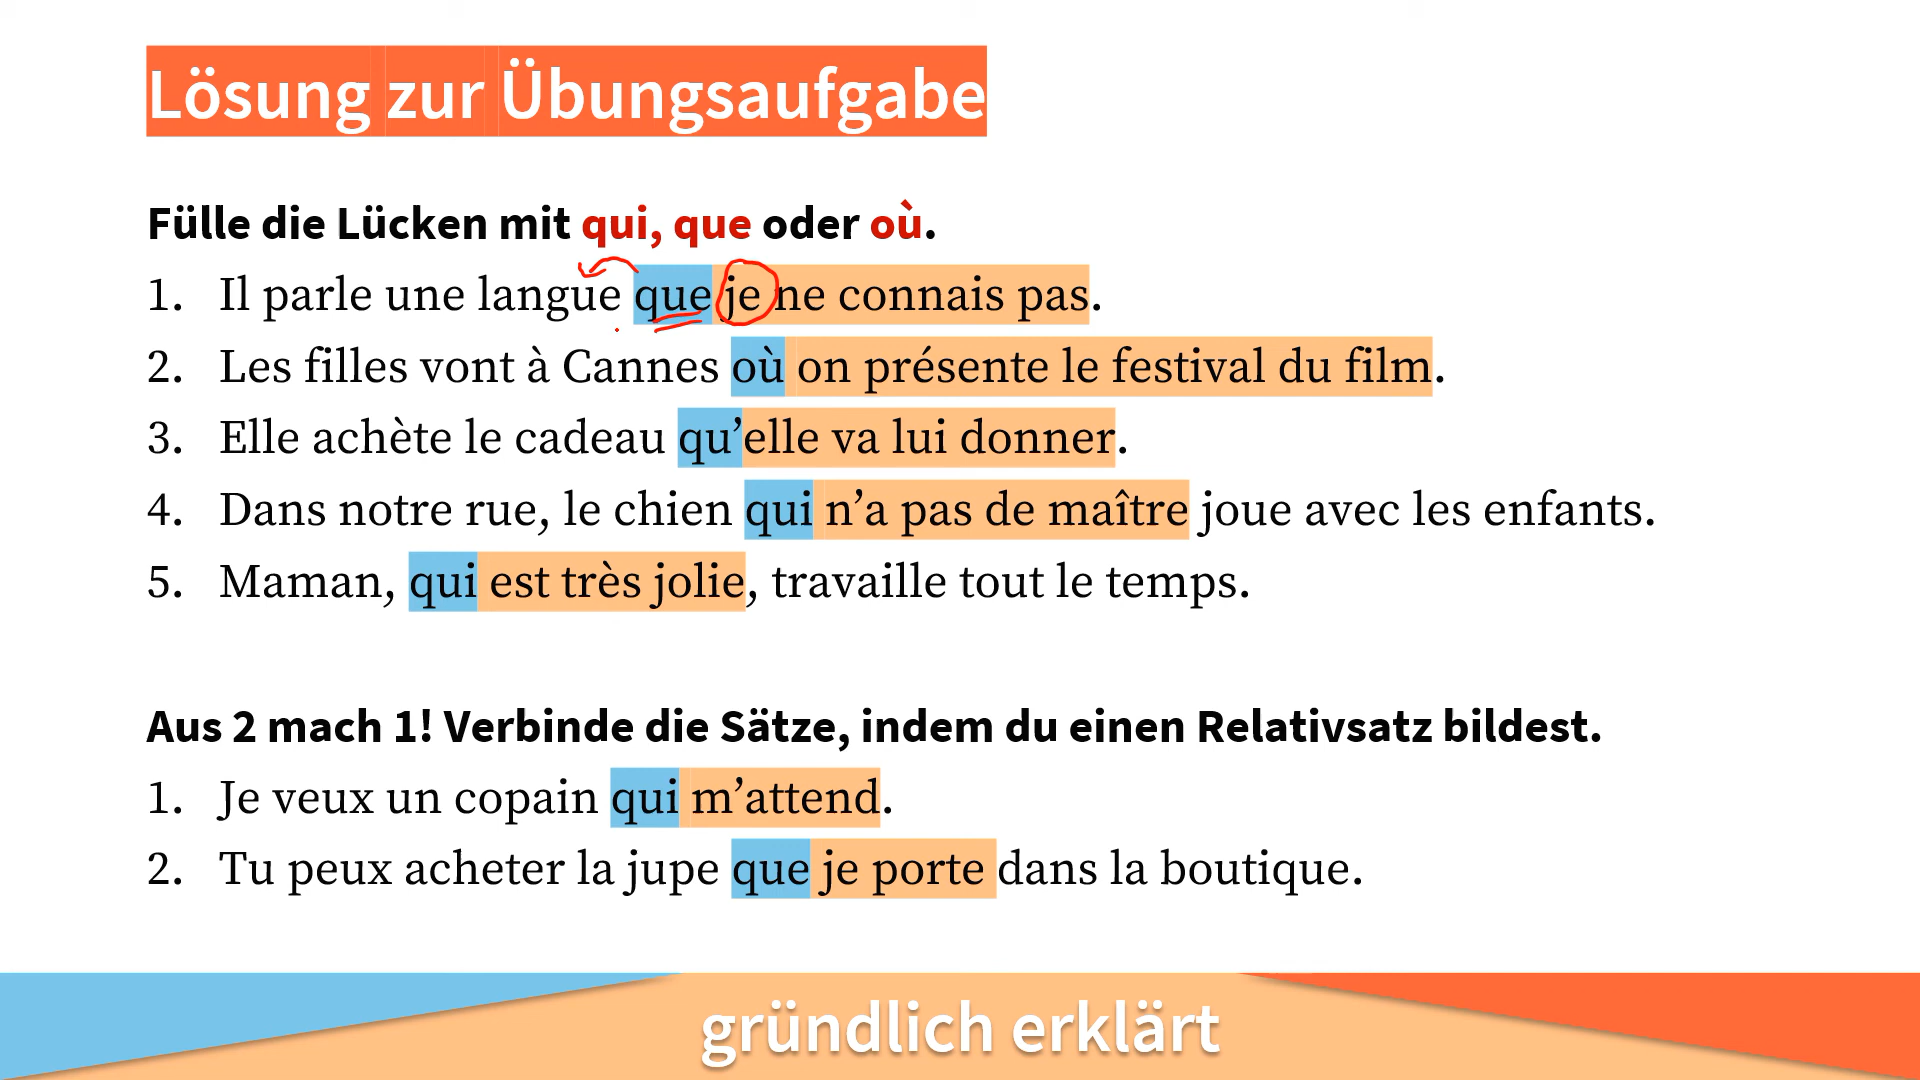 Lösung zur Übungsaufgabe
Fülle die Lücken mit qui, que oder où.
1. Il parle une langue que je ne connais pas.
2. Les filles vont à Cannes où on présente le festival du film.
3. Elle achète le cadeau qu’elle va lui donner.
4. Dans notre rue, le chien qui n’a pas de maître joue avec les enfants.
5. Maman, qui est très jolie, travaille tout le temps.
Aus 2 mach 1! Verbinde die Sätze, indem du einen Relativsatz bildest.
1. Je veux un copain qui m’attend.
2. Tu peux acheter la jupe que je porte dans la boutique.
gründlich erklärt